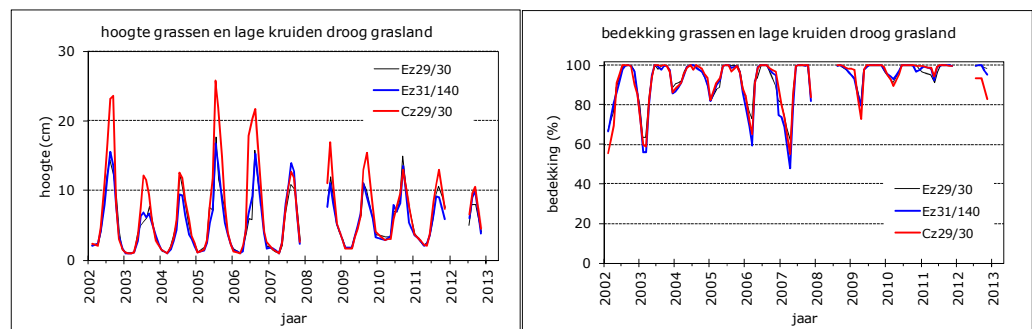 hoogte grassen en lage kruiden droog grasland
30
20
10
0
hoogte (cm)
Ez29/30
Ez31/140
Cz29/30
2002
2003
2004
2005
2006
2007
2008
2009
2010
2011
2012
2013
jaar
bedekking grassen en lage kruiden droog grasland
100
80
60
40
20
0
bedekking (%)
Ez29/30
Ez31/140
Cz29/30
2002
2003
2004
2005
2006
2007
2008
2009
2010
2011
2012
2013
jaar